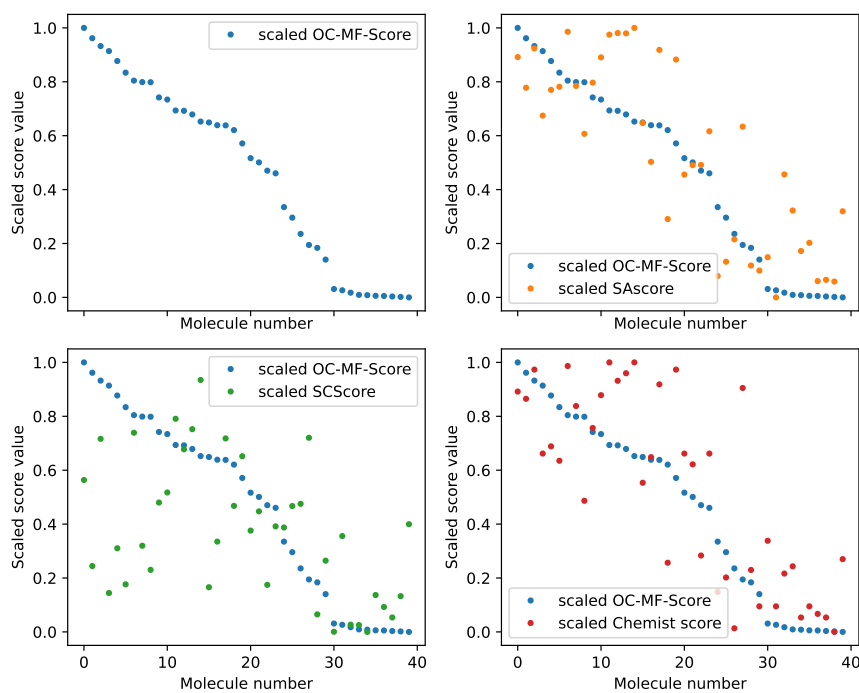 scaled OC-MF-Score
1.0
0.8
0.6
0.4
0.2
0.0
Scaled score value
Molecule number
scaled OC-MF-Score
scaled SAscore
1.0
0.8
0.6
0.4
0.2
0.0
Scaled score value
Molecule number
scaled OC-MF-Score
scaled SCScore
1.0
0.8
0.6
0.4
0.2
0.0
Scaled score value
0 10 20 30 40
Molecule number
scaled OC-MF-Score
scaled Chemist score
1.0
0.8
0.6
0.4
0.2
0.0
Scaled score value
0 10 20 30 40
Molecule number